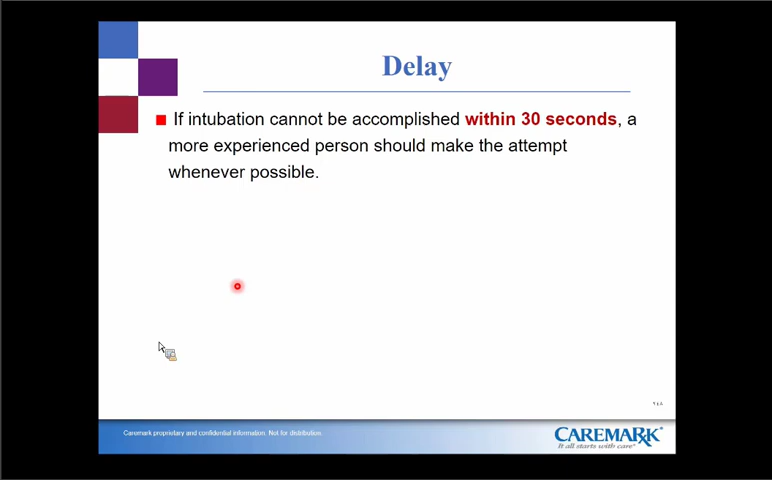 Delay
If intubation cannot be accomplished within 30 seconds, a
more experienced person should make the attempt
whenever possible.
Caremark proprietary and confidential information. Not for distribution.
CAREMARK
It all starts with care